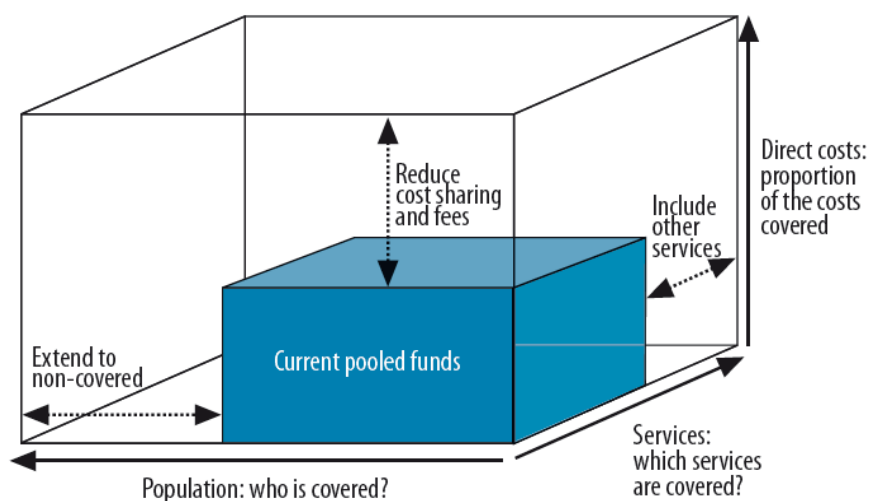 Reduce
cost sharing
and fees
Direct costs:
proportion
of the costs
covered
Include
other
services
Extend to
non-covered
Current pooled funds
Services:
which services
are covered?
Population: who is covered?